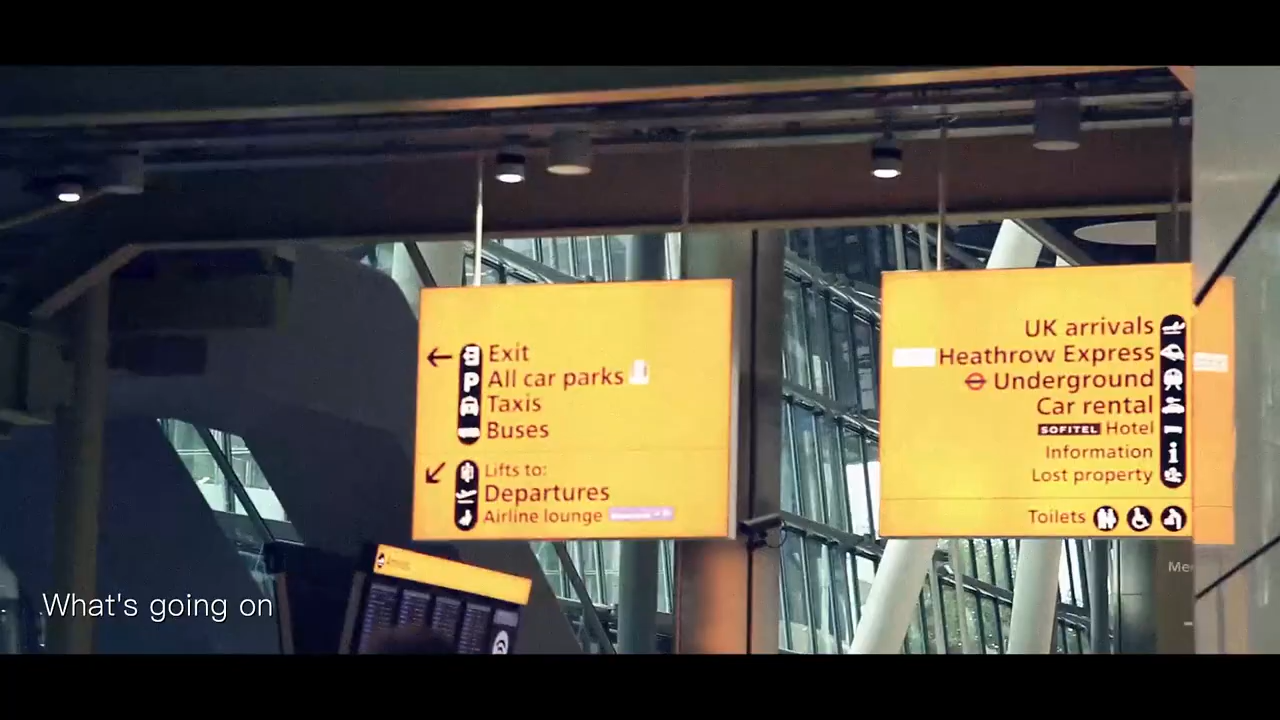 Exit
P All car parks
Taxis
Buses
Lifts to:
Departures
Airline lounge
UK arrivals
Heathrow Express
Underground
Car rental
SOFITEL Hotel
i Information
Lost property
Toilets
What's going on